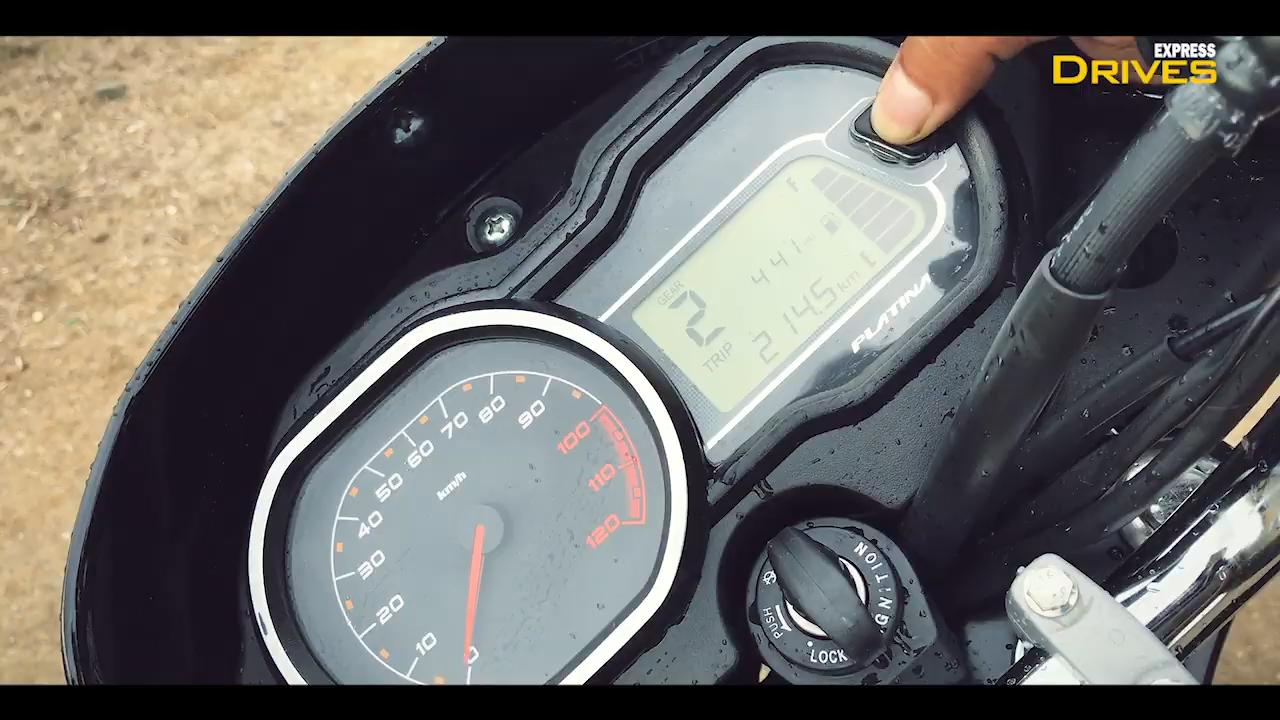 EXPRESS
DRIVES
F
441
E
GEAR
2
TRIP 214.5 km
PLATINA
km/h
0
10
20
30
40
50
60
70
80
90
100
110
120
IGNITION
PUSH
LOCK